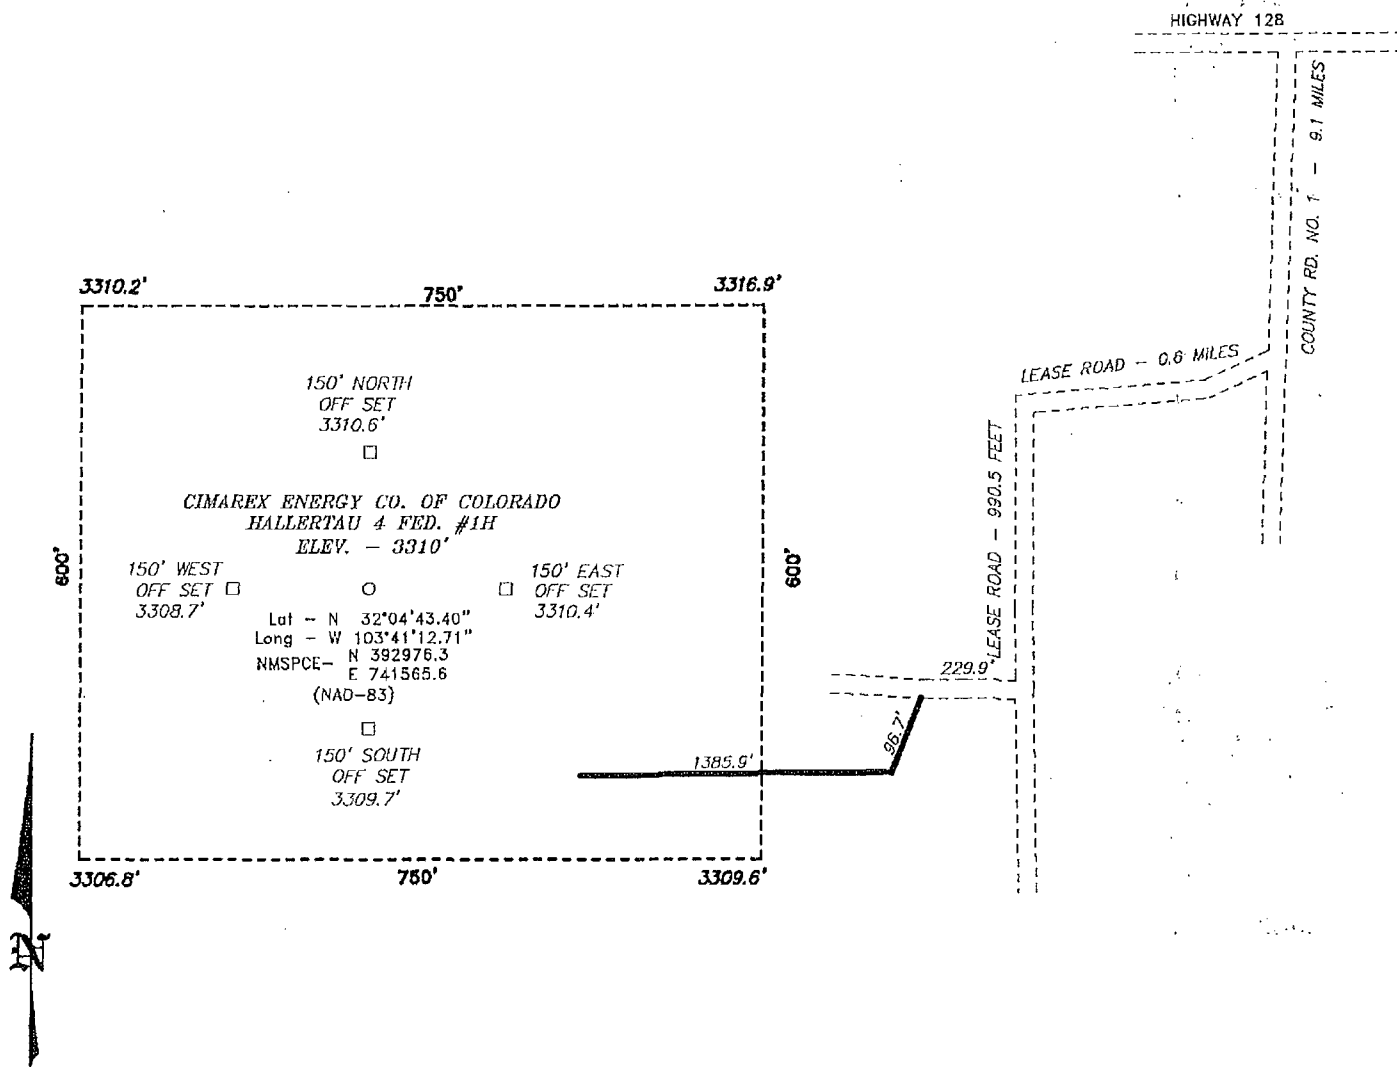 HIGHWAY 128
COUNTY RD. NO. 1 - 9.1 MILES
3310.2'
750'
3316.9'
LEASE ROAD - 0.6 MILES
150' NORTH
OFF SET
3310.6'
LEASE ROAD - 990.5 FEET
CIMAREX ENERGY CO. OF COLORADO
HALLERTAU 4 FED. #1H
ELEV. - 3310'
600'
150' WEST
OFF SET
3308.7'
150' EAST
OFF SET
3310.4'
600'
Lat - N 32°04'43.40"
Long - W 103°41'12.71"
NMSPCE- N 392976.3
E 741565.6
(NAD-83)
229.9'
96.7'
1385.9'
150' SOUTH
OFF SET
3309.7'
3306.8'
750'
3309.6'
N